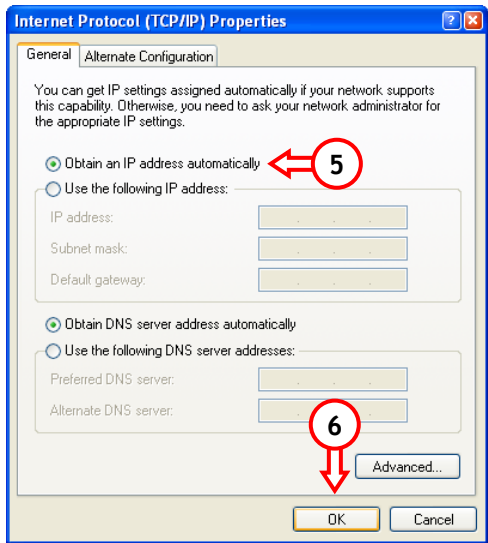 Internet Protocol (TCP/IP) Properties
General
Alternate Configuration
You can get IP settings assigned automatically if your network supports
this capability. Otherwise, you need to ask your network administrator for
the appropriate IP settings.
Obtain an IP address automatically
5
Use the following IP address:
IP address:
Subnet mask:
Default gateway:
Obtain DNS server address automatically
Use the following DNS server addresses:
Preferred DNS server:
Alternate DNS server:
6
Advanced...
OK
Cancel